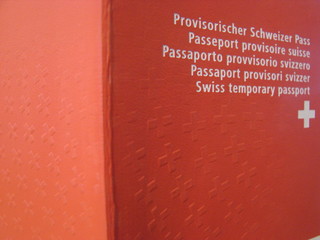 Provisorischer Schweizer Pass
Passeport provisoire suisse
Passaporto provvisorio svizzero
Passaport provisori svizzer
Swiss temporary passport